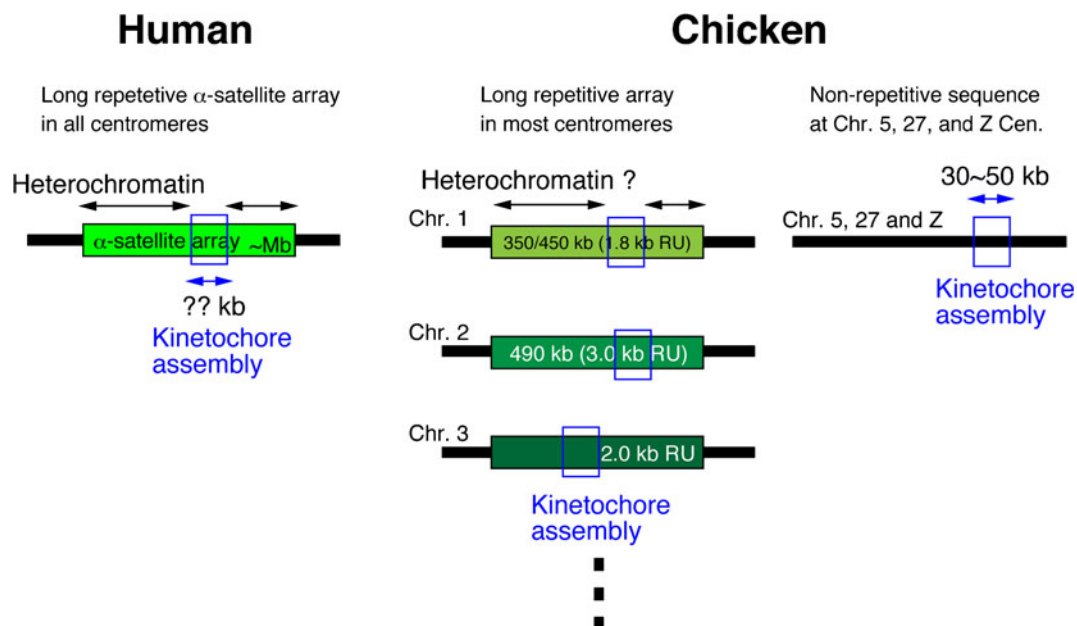 Human
Long repetetive α-satellite array
in all centromeres
Heterochromatin
α-satellite array ~Mb
?? kb
Kinetochore
assembly
Chicken
Long repetitive array
in most centromeres
Heterochromatin ?
Chr. 1
350/450 kb (1.8 kb RU)
Chr. 2
490 kb (3.0 kb RU)
Chr. 3
2.0 kb RU
Kinetochore
assembly
Non-repetitive sequence
at Chr. 5, 27, and Z Cen.
30~50 kb
Chr. 5, 27 and Z
Kinetochore
assembly